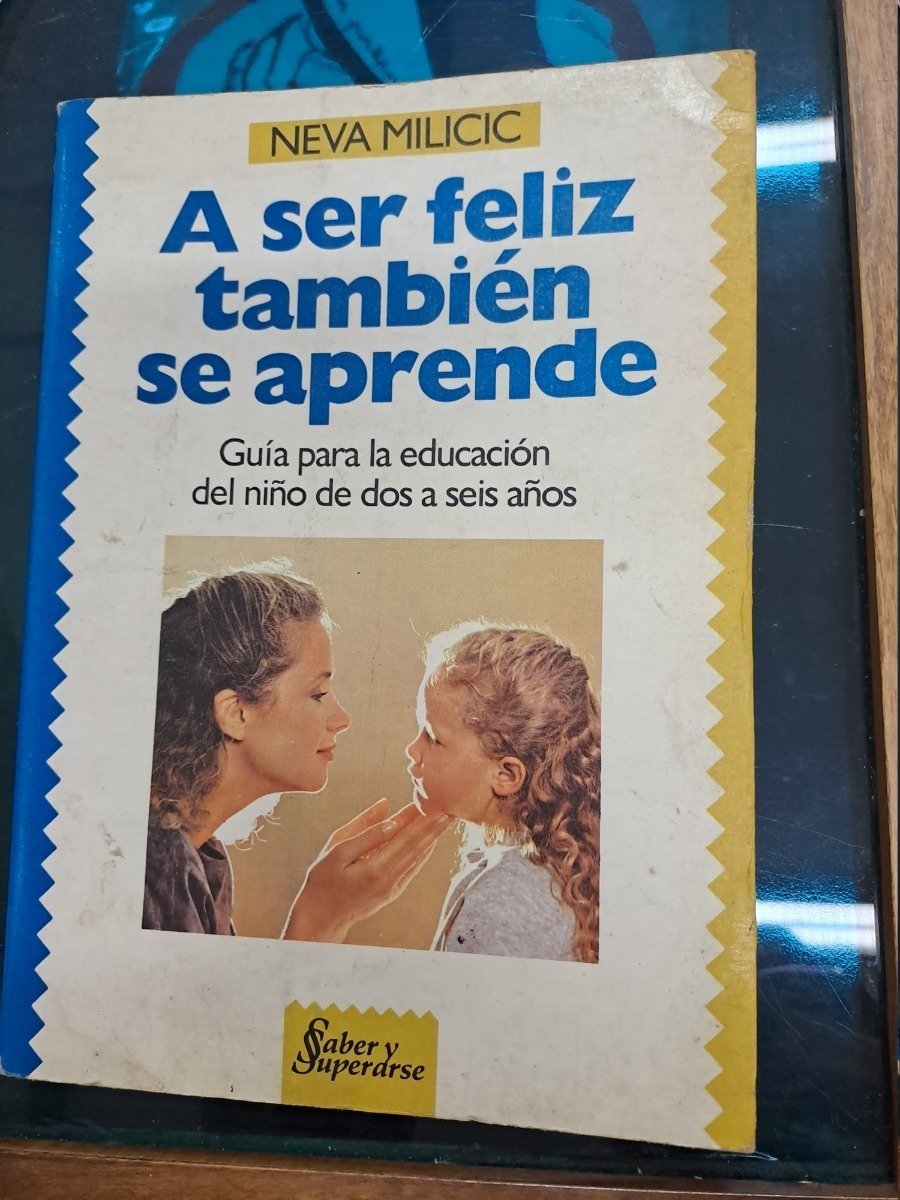 NEVA MILICIC
A ser feliz
también
se aprende
Guía para la educación
del niño de dos a seis años
Saber y
Superarse